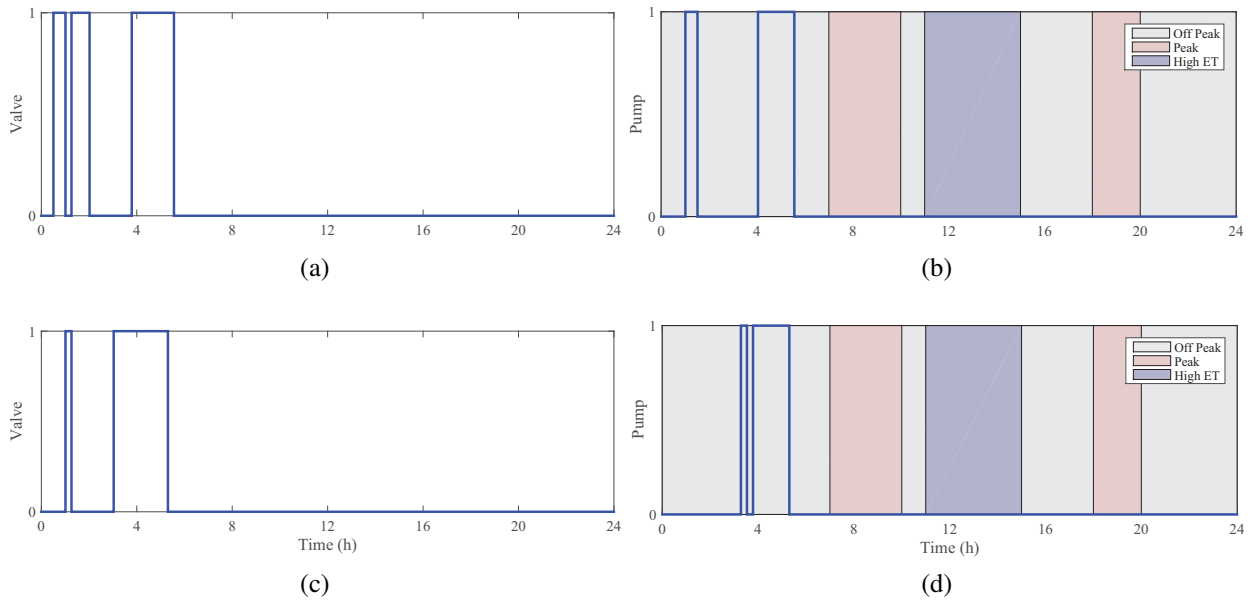 1
Valve
0
0 4 8 12 16 20 24
(a)
1
Pump
0
0 4 8 12 16 20 24
Off Peak
Peak
High ET
(b)
1
Valve
0
0 4 8 12 16 20 24
Time (h)
(c)
1
Pump
0
0 4 8 12 16 20 24
Off Peak
Peak
High ET
Time (h)
(d)